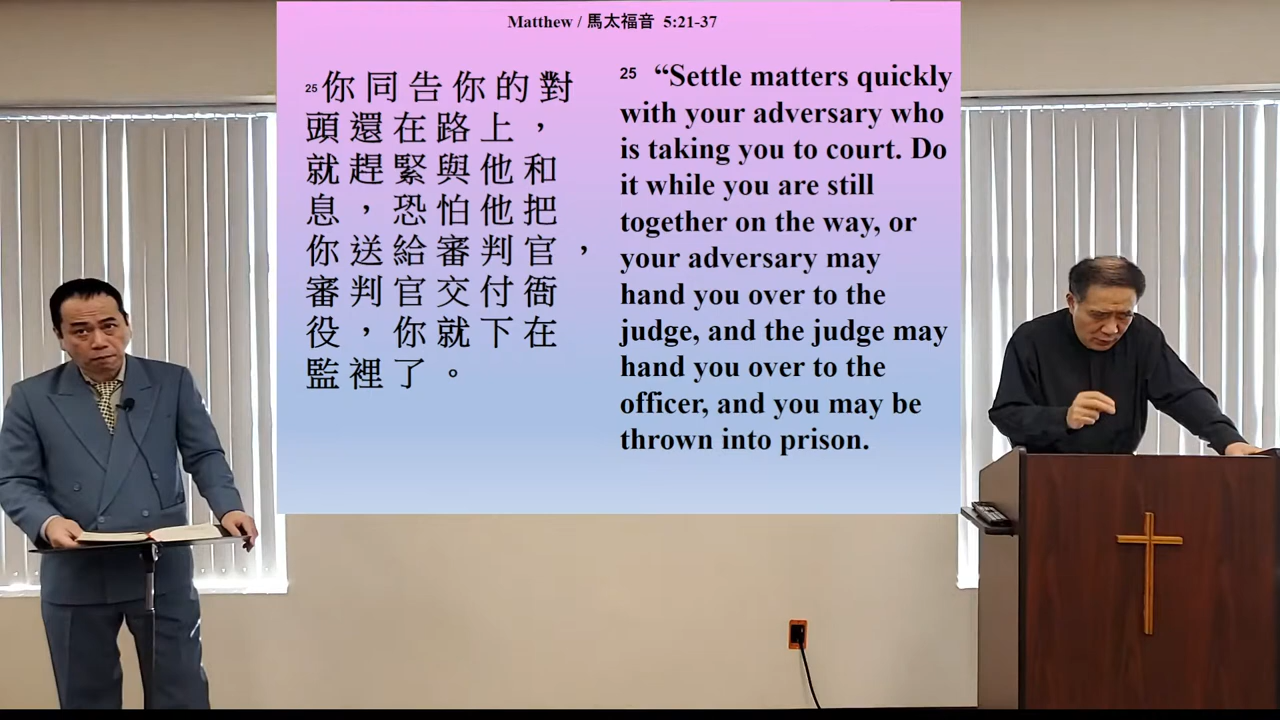 Matthew / 馬太福音 5:21-37
25你同告你的對
頭還在路上，
就趕緊與他和
息，恐怕他把
你送給審判官，
審判官交付衙
役，你就下在
監裡了。
25 “Settle matters quickly
with your adversary who
is taking you to court. Do
it while you are still
together on the way, or
your adversary may
hand you over to the
judge, and the judge may
hand you over to the
officer, and you may be
thrown into prison.